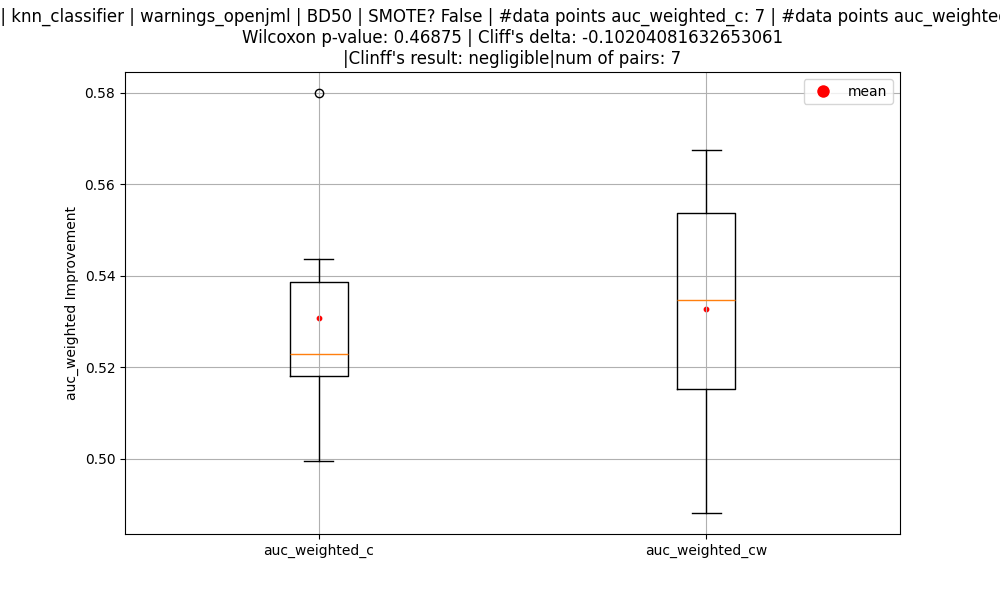 | knn_classifier | warnings_openjml | BD50 | SMOTE? False | #data points auc_weighted_c: 7 | #data points
Wilcoxon p-value: 0.46875 | Cliff's delta: -0.10204081632653061
|Clinff's result: negligible|num of pairs: 7
mean
0.58
0.56
0.54
0.52
0.50
auc_weighted Improvement
auc_weighted_c
auc_weighted_cw